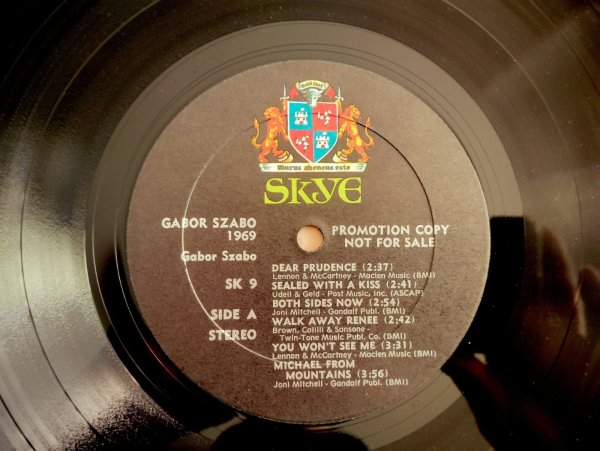 Hold Fast
Murus aheneus esto
SKYE
GABOR SZABO
1969
Gabor Szabo
SK 9
SIDE A
STEREO
PROMOTION COPY
NOT FOR SALE
DEAR PRUDENCE (2:37)
Lennon & McCartney - Maclen Music (BMI)
SEALED WITH A KISS (2:41)
Udell & Geld - Post Music, Inc. (ASCAP)
BOTH SIDES NOW (2:54)
Joni Mitchell - Gandalf Publ. (BMI)
WALK AWAY RENEE (2:42)
Brown, Calilli & Sansone -
Twin-Tone Music Publ. Co. (BMI)
YOU WON'T SEE ME (3:31)
Lennon & McCartney - Maclen Music (BMI)
MICHAEL FROM
MOUNTAINS (3:56)
Joni Mitchell - Gandalf Publ. (BMI)